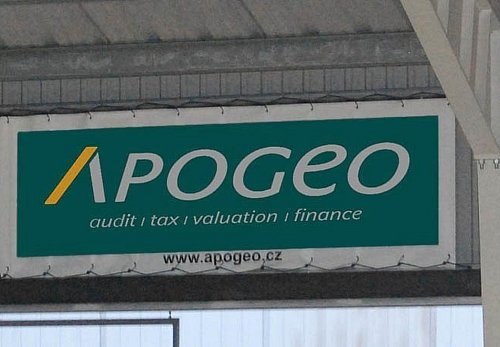 APOGeo
audit | tax | valuation | finance
www.apogeo.cz